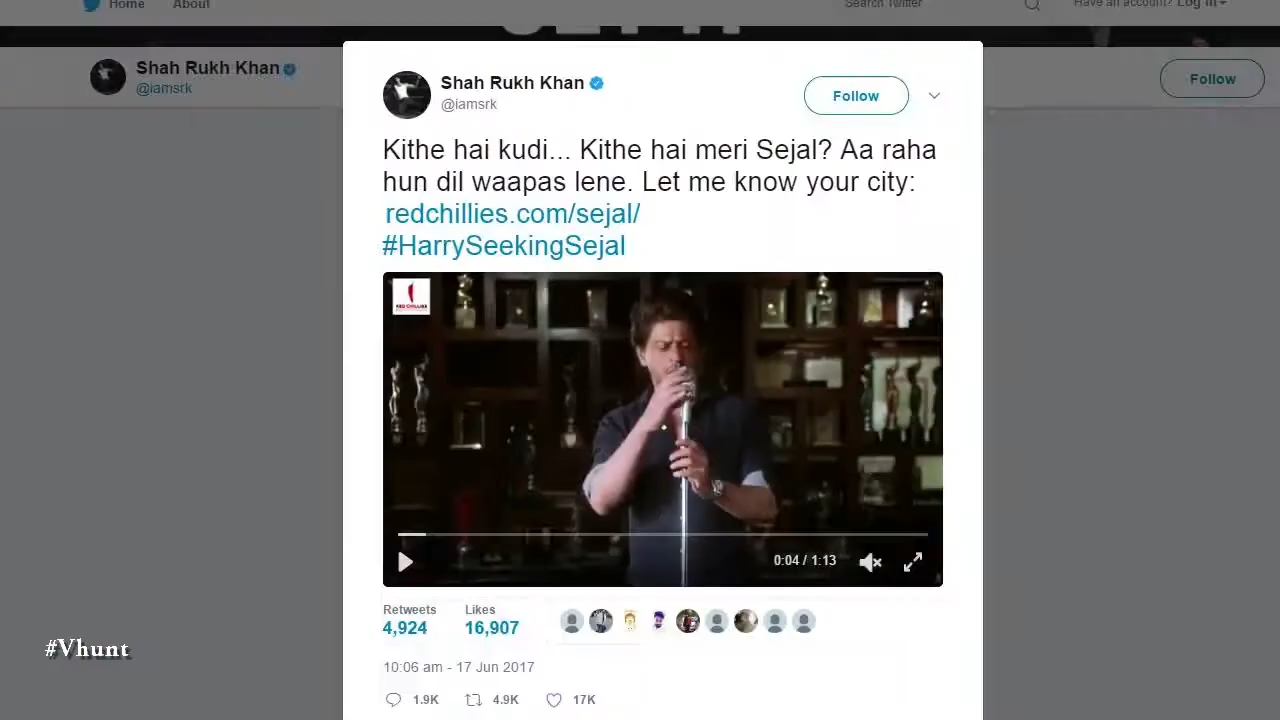 Home About Search Twitter Have an account? Log in
Shah Rukh Khan
@iamsrk
Follow
Shah Rukh Khan
@iamsrk
Follow
Kithe hai kudi... Kithe hai meri Sejal? Aa raha
hun dil waapas lene. Let me know your city:
redchillies.com/sejal/
#HarrySeekingSejal
RED CHILLIES
0:04 / 1:13
Retweets Likes
4,924 16,907
10:06 am - 17 Jun 2017
1.9K 4.9K 17K
#Vhunt